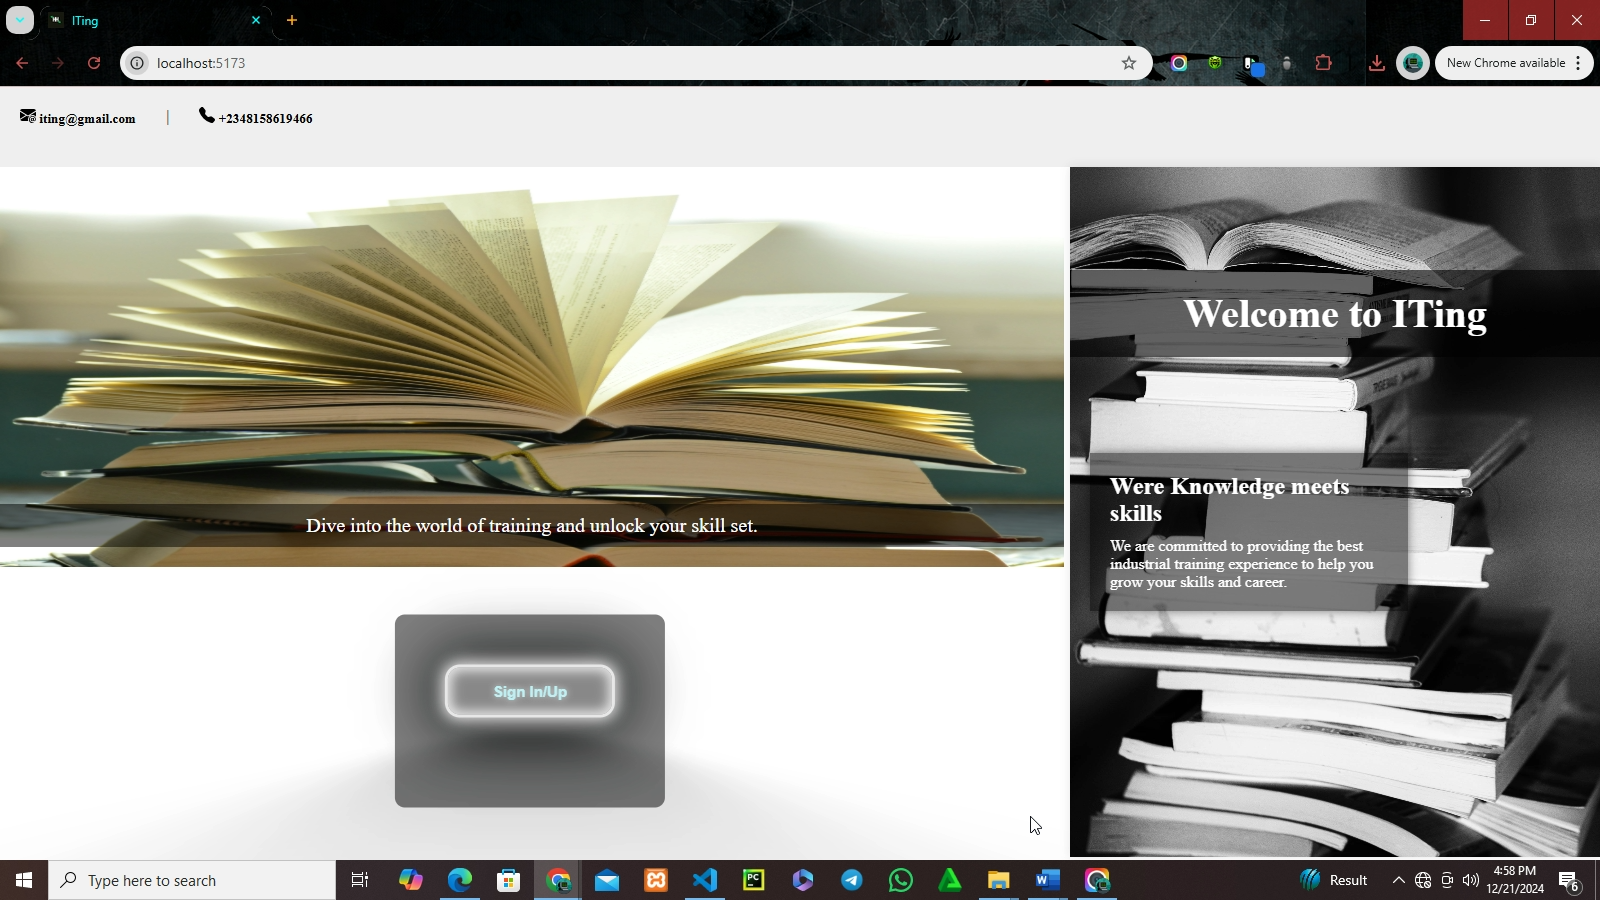 ITing
localhost:5173
New Chrome available
iting@gmail.com | +2348158619466
Welcome to ITing
Were Knowledge meets
skills
We are committed to providing the best
industrial training experience to help you
grow your skills and career.
Dive into the world of training and unlock your skill set.
Sign In/Up
Type here to search
Result
4:58 PM
12/21/2024
6